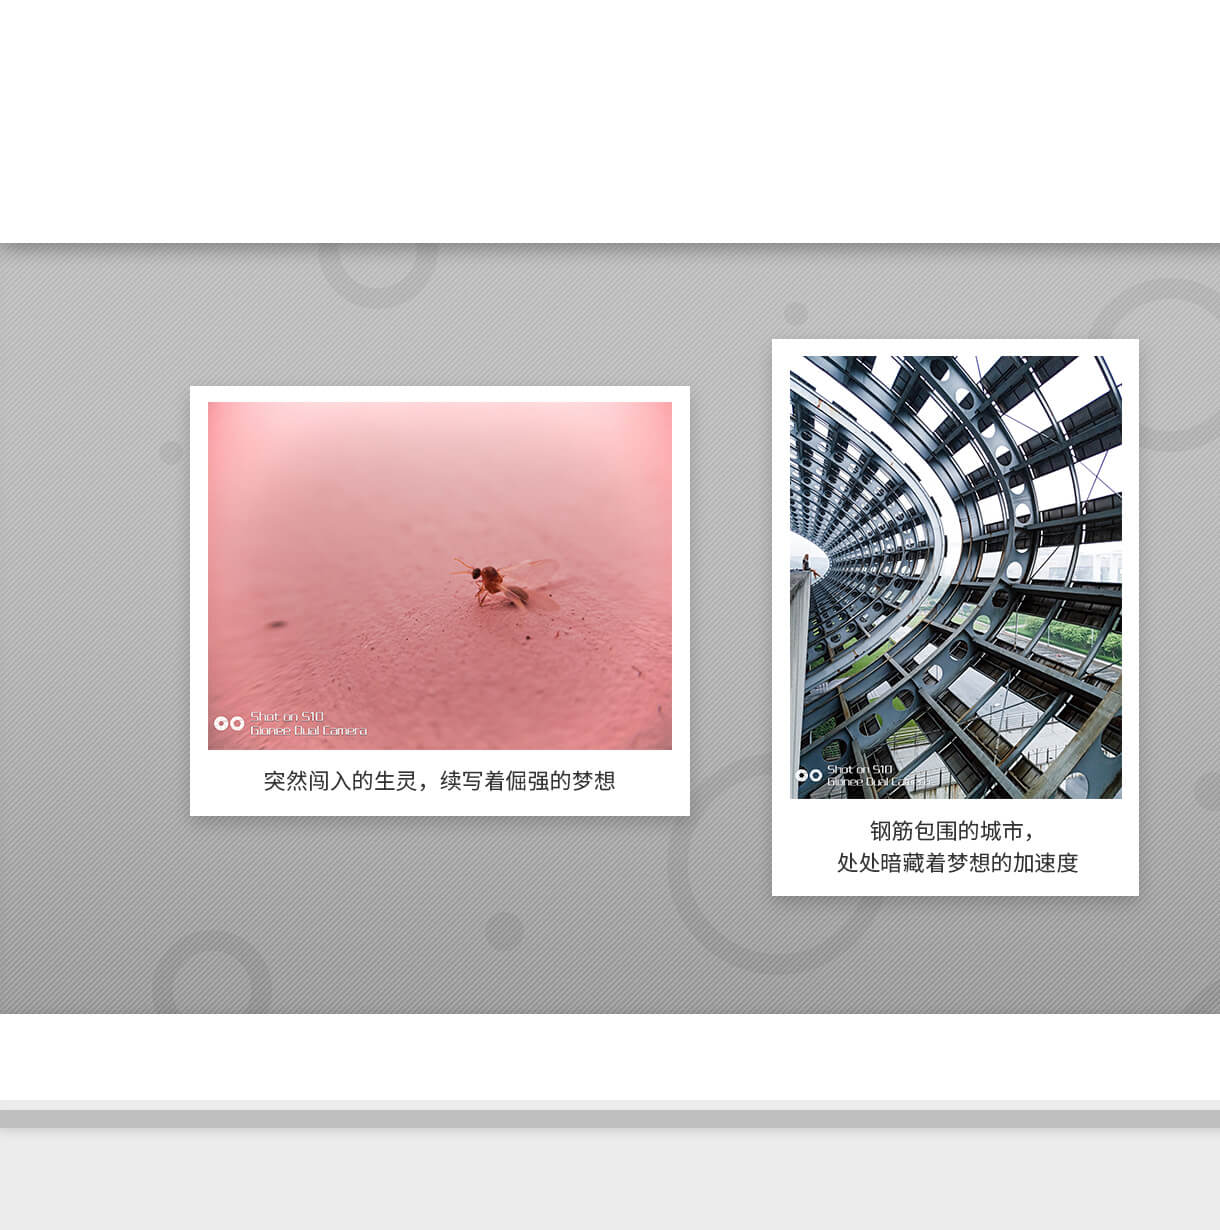 Shot on S10
Gionee Dual Camera
突然闯入的生灵，续写着倔强的梦想
Shot on S10
Gionee Dual Camera
钢筋包围的城市，
处处暗藏着梦想的加速度